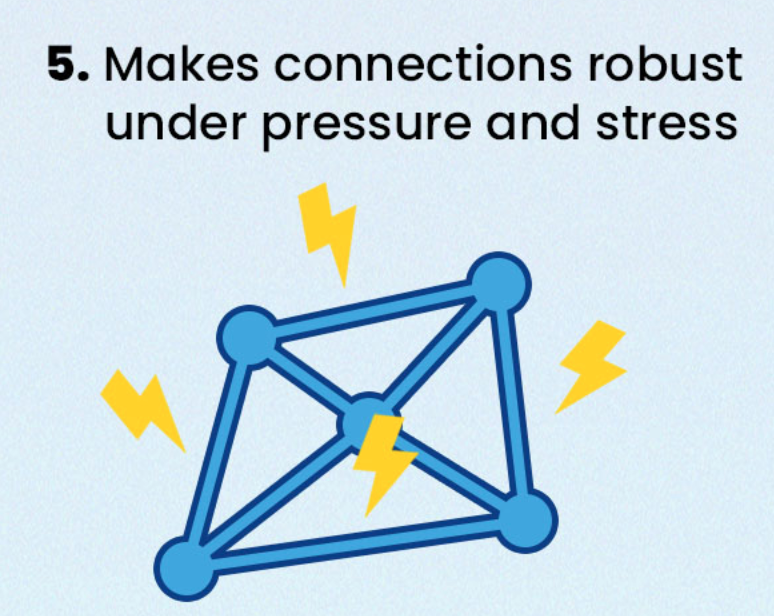 5. Makes connections robust
under pressure and stress